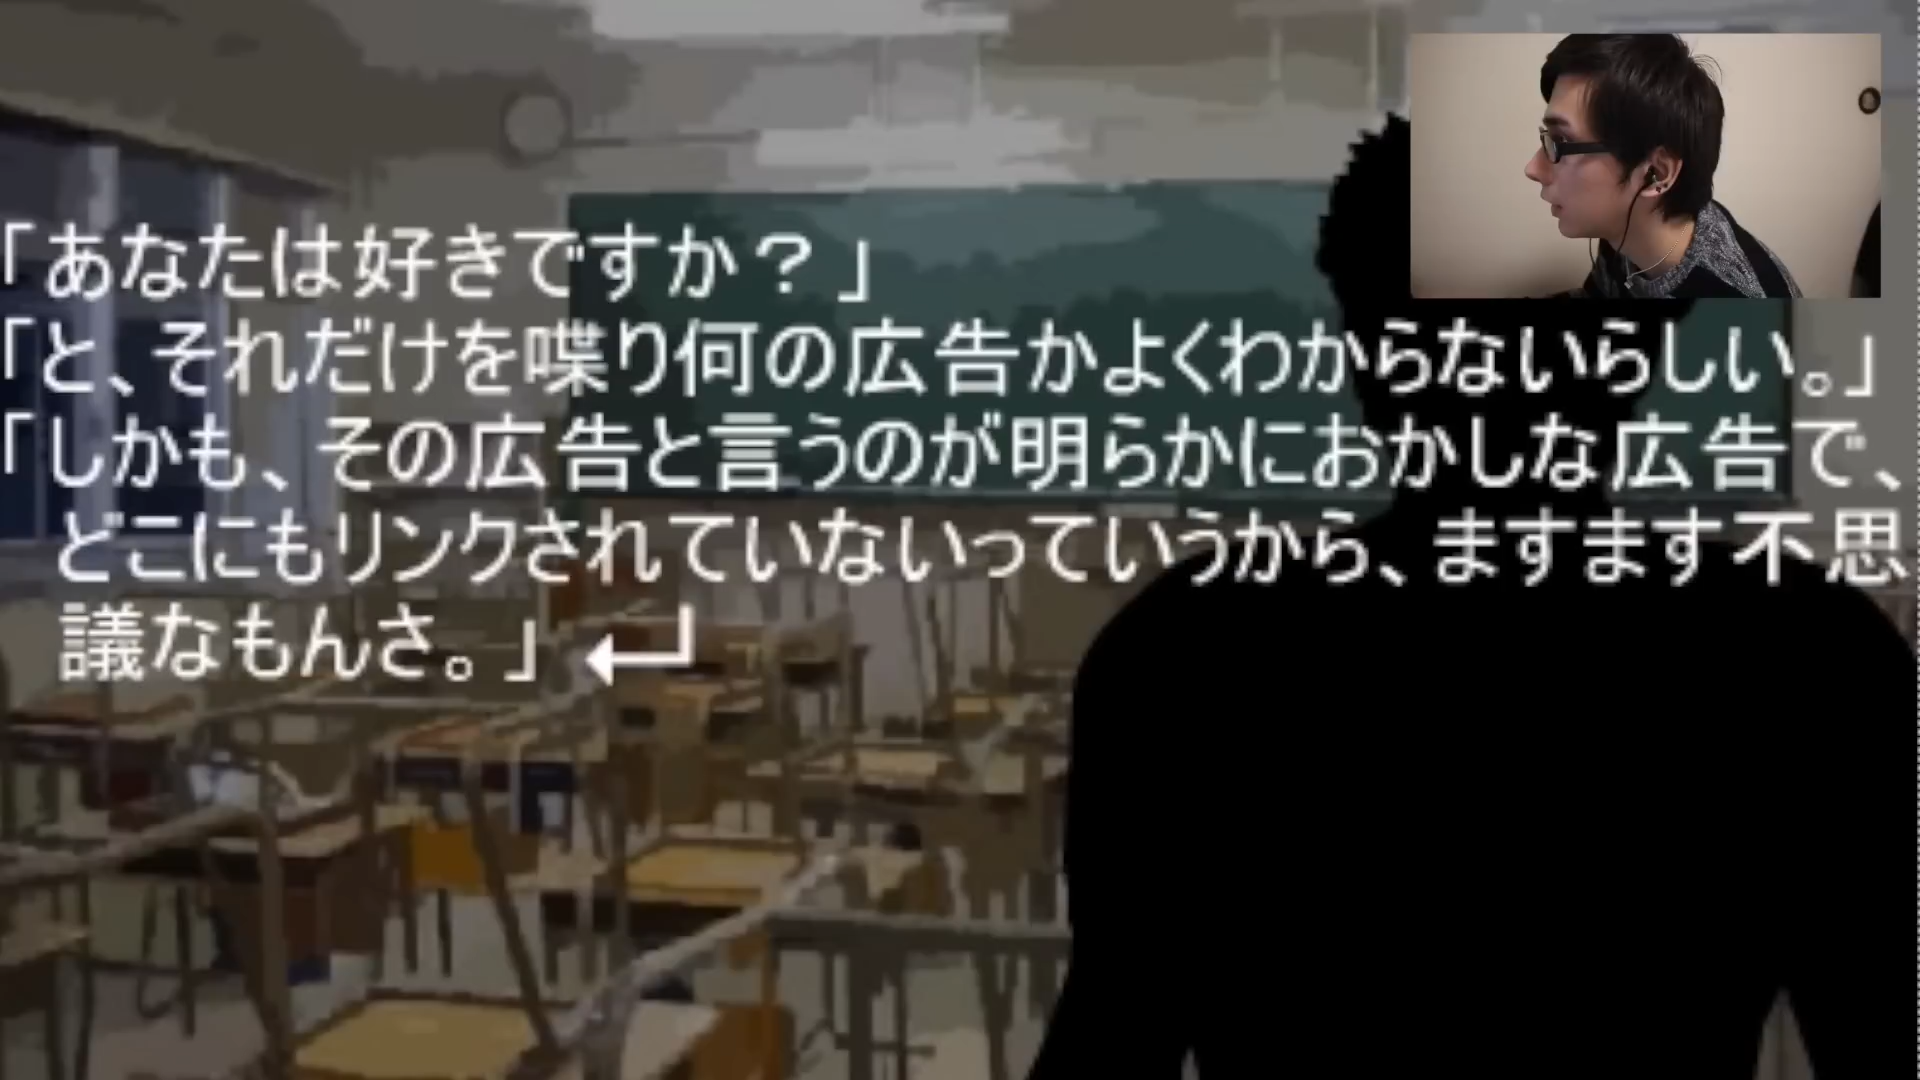 「あなたは好きですか？」
「と、それだけを喋り何の広告かよくわからないらしい。」
「しかも、その広告と言うのが明らかにおかしな広告で、
どこにもリンクされていないっていうから、ますます不思
議なもんさ。」